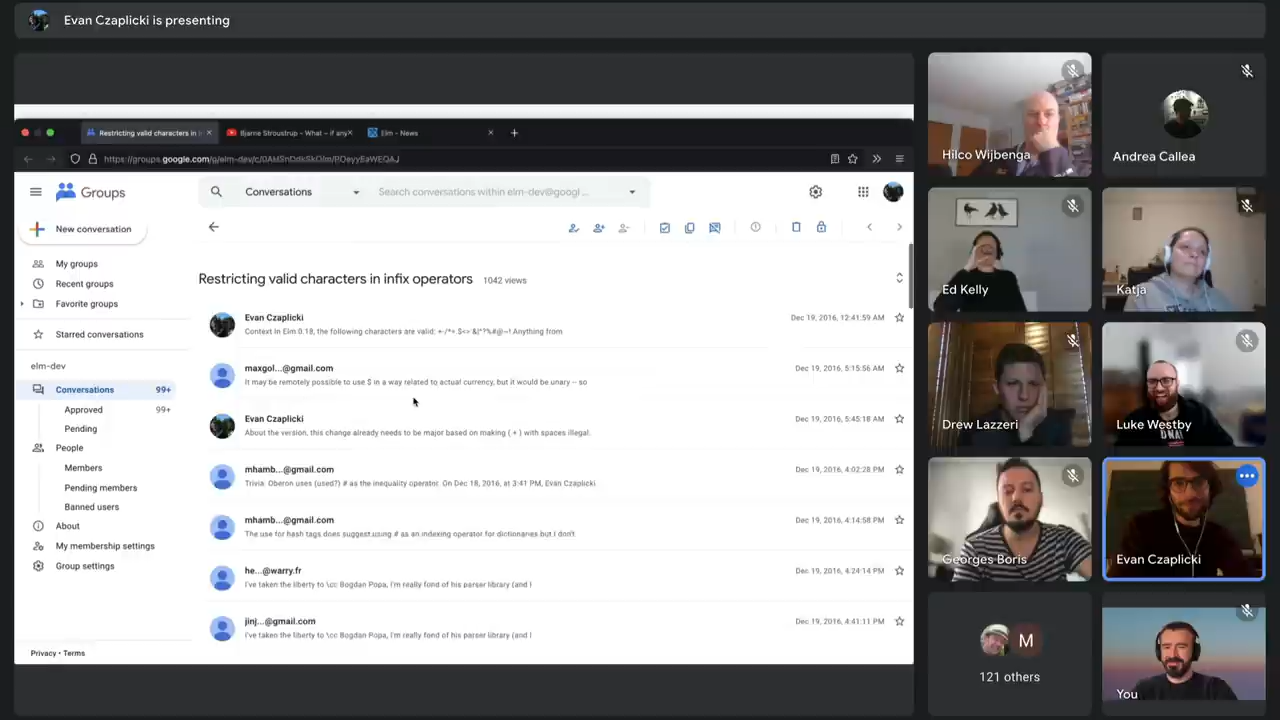 Evan Czaplicki is presenting
Restricting valid characters in i
Bjarne Stroustrup - What – if any
Elm - News
Groups
Conversations
Search conversations within elm-dev@googl ...
New conversation
My groups
Recent groups
Favorite groups
Starred conversations
elm-dev
Conversations 99+
Approved 99+
Pending
People
Members
Pending members
Banned users
About
My membership settings
Group settings
Privacy • Terms
Restricting valid characters in infix operators 1042 views
Evan Czaplicki Dec 19, 2016, 12:41:59 AM
Context In Elm 0.18, the following characters are valid: Anything from
maxgol...@gmail.com Dec 19, 2016, 5:15:56 AM
It may be remotely possible to use $ in a way related to actual currency, but it would be unary -- so
Evan Czaplicki Dec 19, 2016, 5:45:18 AM
About the version, this change already needs to be major based on making ( + ) with spaces illegal.
mhamb...@gmail.com Dec 19, 2016, 4:02:28 PM
Trivia: Oberon uses (used?) # as the inequality operator. On Dec 18, 2016, at 3:41 PM, Evan Czaplicki
mhamb...@gmail.com Dec 19, 2016, 4:14:58 PM
The use for hash tags does suggest using # as an indexing operator for dictionaries but I don't
he...@warry.fr Dec 19, 2016, 4:24:14 PM
I've taken the liberty to \cc Bogdan Popa, I'm really fond of his parser library (and I
jinj...@gmail.com Dec 19, 2016, 4:41:11 PM
I've taken the liberty to \cc Bogdan Popa, I'm really fond of his parser library (and I
Hilco Wijbenga
Andrea Callea
Ed Kelly
Katja
Drew Lazzeri
Luke Westby
Georges Boris
Evan Czaplicki
M
121 others
You